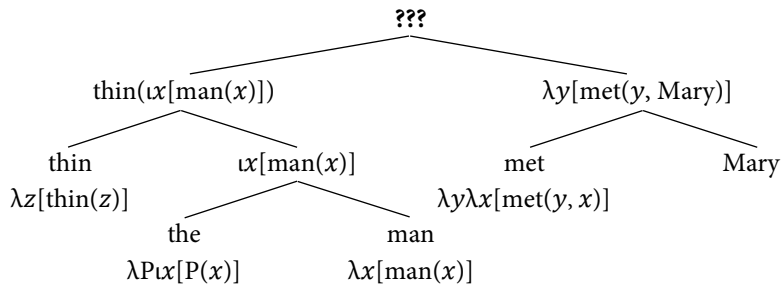 ???
thin(ιx[man(x)]) λy[met(y, Mary)]
thin ιx[man(x)] met Mary
λz[thin(z)] λyλx[met(y, x)]
the man
λPιx[P(x)] λx[man(x)]